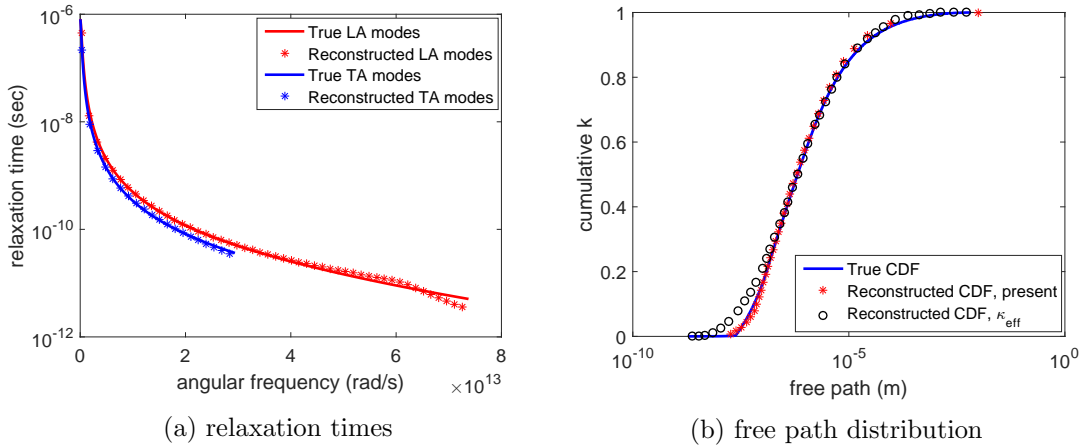 10^-6
10^-8
10^-10
10^-12
relaxation time (sec)
0
2
4
6
8
×10^13
angular frequency (rad/s)
True LA modes
Reconstructed LA modes
True TA modes
Reconstructed TA modes
(a) relaxation times
1
0.8
0.6
0.4
0.2
0
cumulative k
10^-10
10^-5
10^0
free path (m)
True CDF
Reconstructed CDF, present
Reconstructed CDF, κ_eff
(b) free path distribution